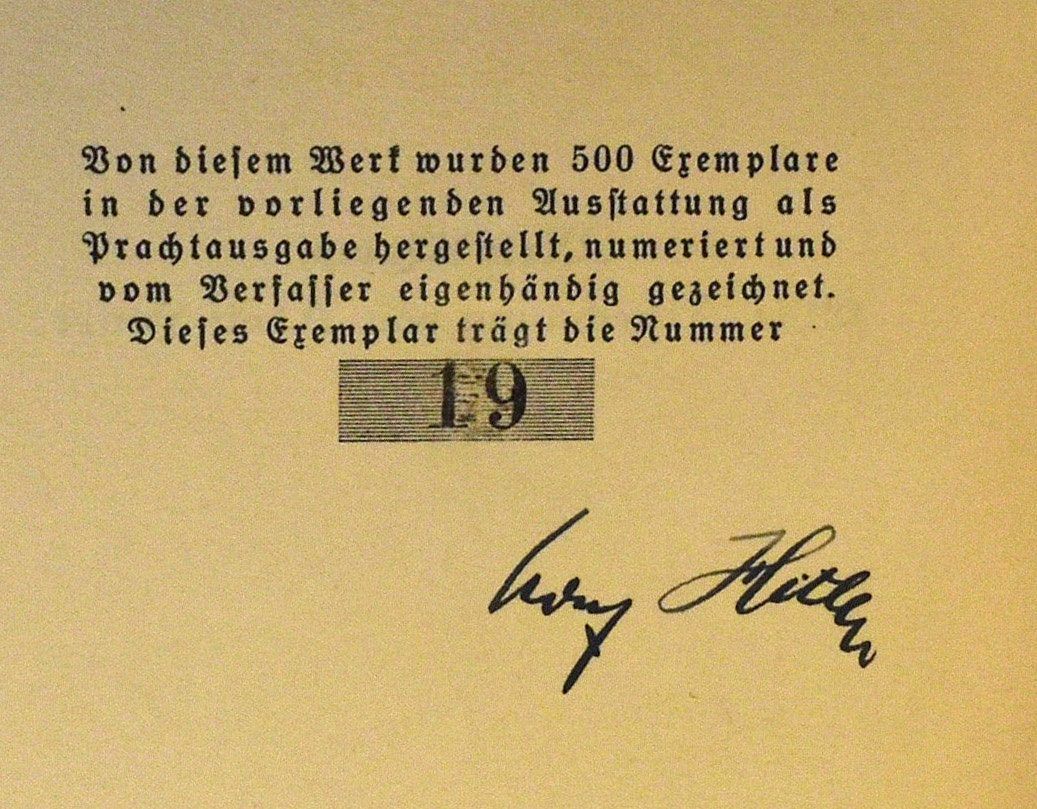 Von dieſem Werk wurden 500 Exemplare
in der vorliegenden Ausſtattung als
Prachtausgabe hergeſtellt, numeriert und
vom Verfaſſer eigenhändig gezeichnet.
Dieſes Exemplar trägt die Nummer
19
Hitler